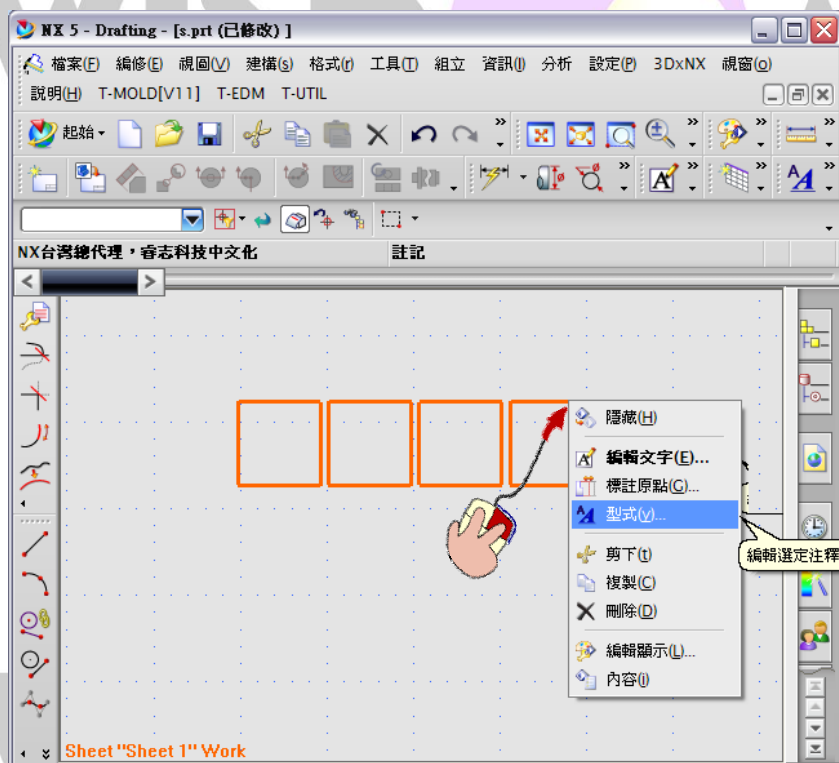 NX 5 - Drafting - [s.prt (已修改) ]
檔案(F) 編修(E) 視圖(V) 建構(s) 格式(r) 工具(T) 組立 資訊(I) 分析 設定(P) 3DxNX 視窗(o)
說明(H) T-MOLD[V11] T-EDM T-UTIL
起始
NX台灣總代理，睿志科技中文化 註記
隱藏(H)
編輯文字(E)...
標註原點(G)...
型式(y)...
編輯選定注釋
剪下(t)
複製(C)
刪除(D)
編輯顯示(L)...
內容(I)
Sheet "Sheet 1" Work